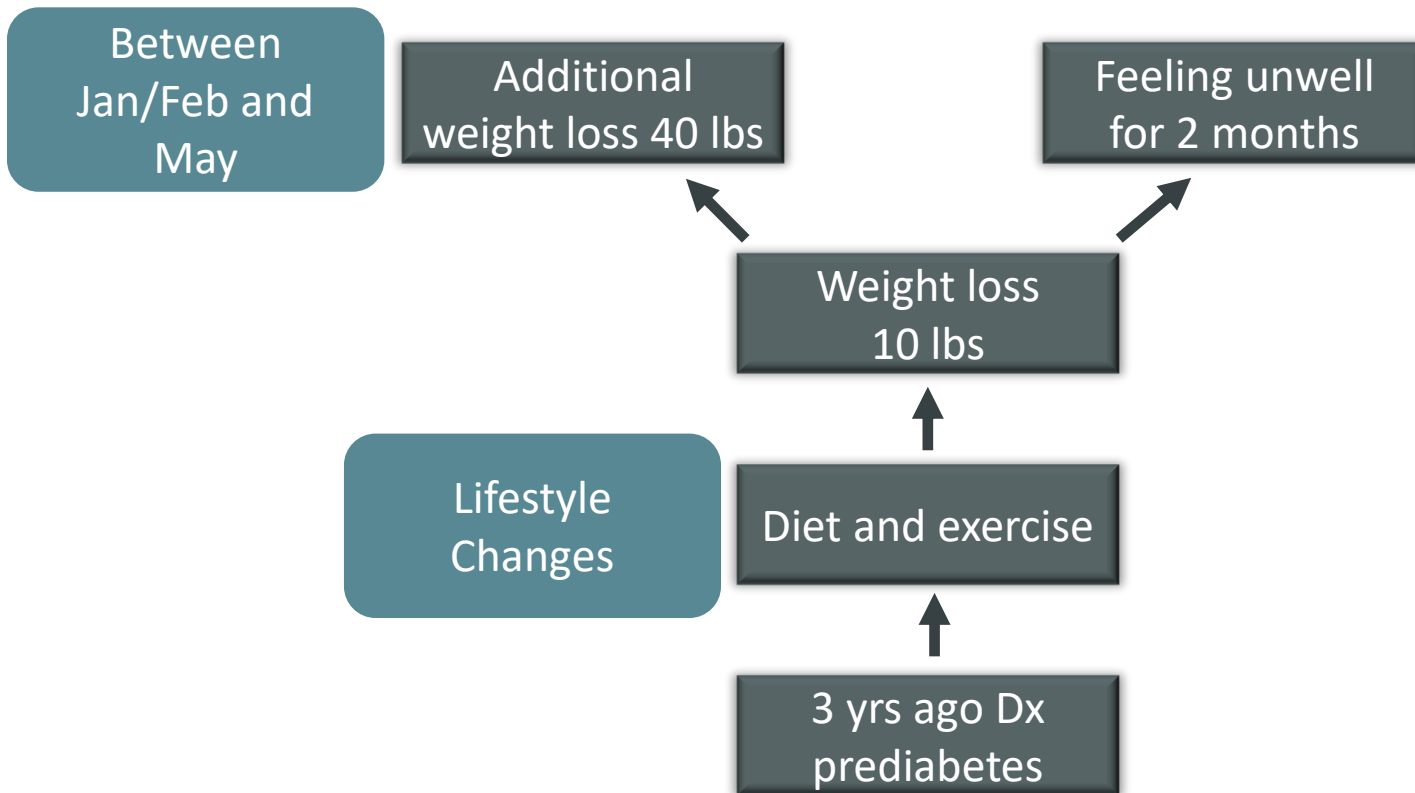 Between
Jan/Feb and
May
Additional
weight loss 40 lbs
Feeling unwell
for 2 months
Weight loss
10 lbs
Lifestyle
Changes
Diet and exercise
3 yrs ago Dx
prediabetes